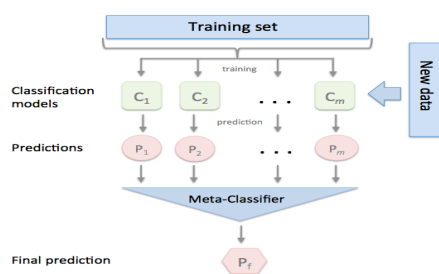 Training set
training
Classification models
C1 C2 . . . Cm
New data
prediction
Predictions
P1 P2 . . . Pm
Meta-Classifier
Final prediction
Pf